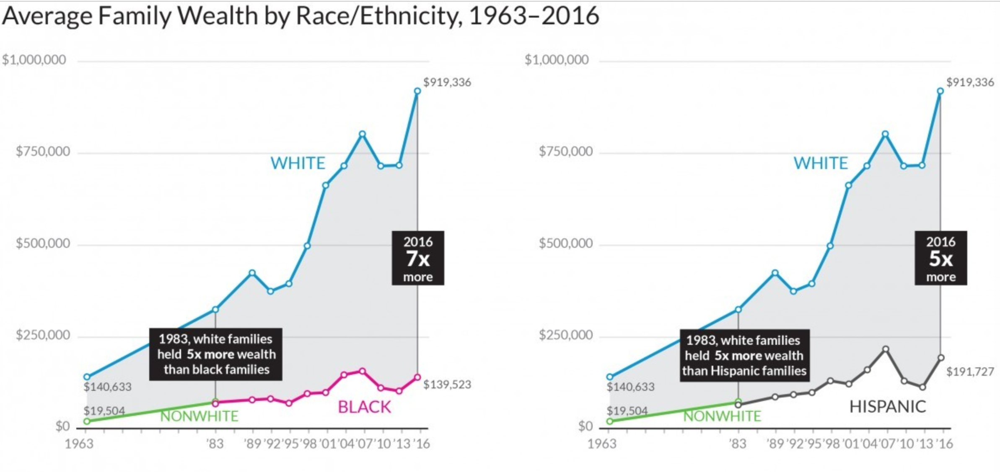 Average Family Wealth by Race/Ethnicity, 1963–2016
$1,000,000
$919,336
$750,000
WHITE
$500,000
2016
7x
more
$250,000
1983, white families
held 5x more wealth
than black families
$140,633
$139,523
$19,504
NONWHITE
BLACK
$0
1963 '83 '89 '92 '95 '98 '01 '04 '07 '10 '13 '16
$1,000,000
$919,336
$750,000
WHITE
$500,000
2016
5x
more
$250,000
1983, white families
held 5x more wealth
than Hispanic families
$191,727
$140,633
$19,504
NONWHITE
HISPANIC
$0
1963 '83 '89 '92 '95 '98 '01 '04 '07 '10 '13 '16